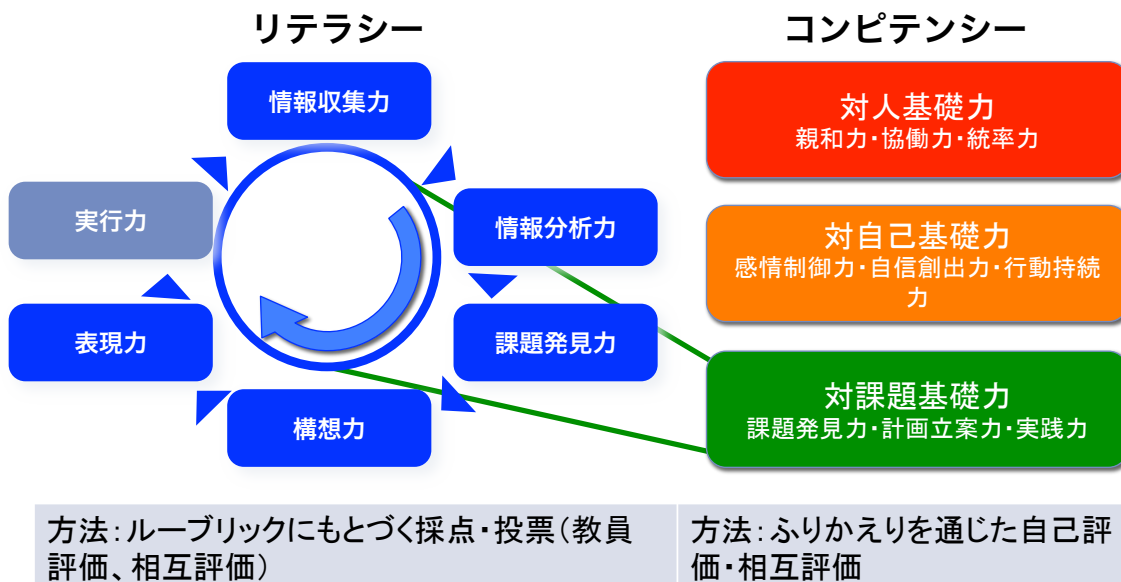 リテラシー
コンピテンシー
情報収集力
実行力
情報分析力
表現力
課題発見力
構想力
対人基礎力
親和力・協働力・統率力
対自己基礎力
感情制御力・自信創出力・行動持続
力
対課題基礎力
課題発見力・計画立案力・実践力
方法：ルーブリックにもとづく採点・投票（教員
評価、相互評価）
方法：ふりかえりを通じた自己評
価・相互評価